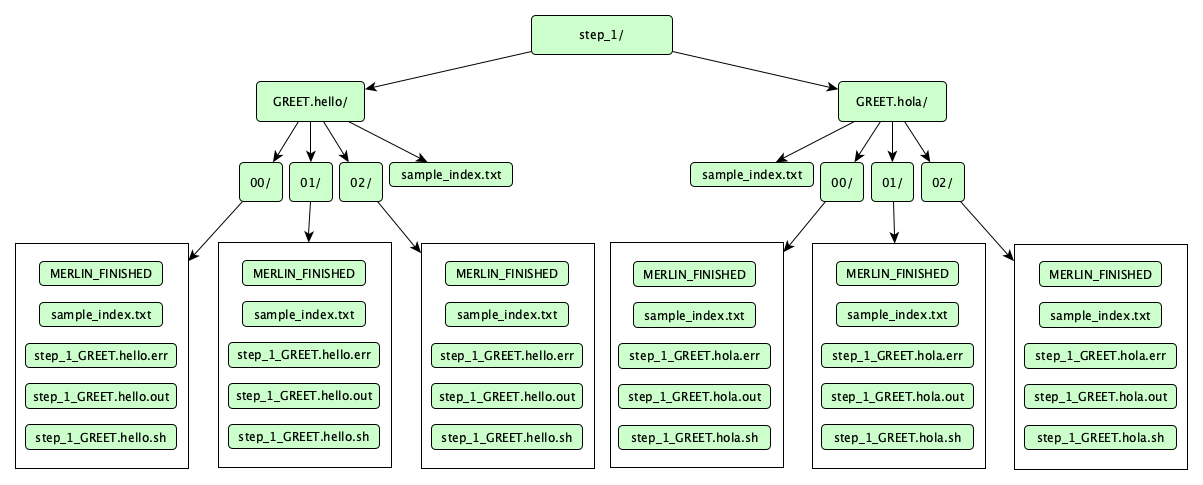 step_1/
GREET.hello/
GREET.hola/
00/
01/
02/
sample_index.txt
sample_index.txt
00/
01/
02/
MERLIN_FINISHED
sample_index.txt
step_1_GREET.hello.err
step_1_GREET.hello.out
step_1_GREET.hello.sh
MERLIN_FINISHED
sample_index.txt
step_1_GREET.hello.err
step_1_GREET.hello.out
step_1_GREET.hello.sh
MERLIN_FINISHED
sample_index.txt
step_1_GREET.hello.err
step_1_GREET.hello.out
step_1_GREET.hello.sh
MERLIN_FINISHED
sample_index.txt
step_1_GREET.hola.err
step_1_GREET.hola.out
step_1_GREET.hola.sh
MERLIN_FINISHED
sample_index.txt
step_1_GREET.hola.err
step_1_GREET.hola.out
step_1_GREET.hola.sh
MERLIN_FINISHED
sample_index.txt
step_1_GREET.hola.err
step_1_GREET.hola.out
step_1_GREET.hola.sh